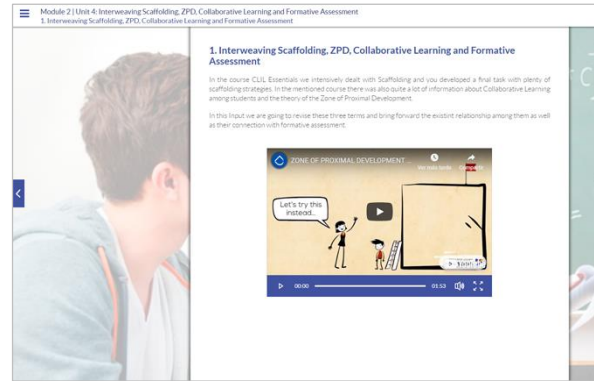 Module 2 | Unit 4: Interweaving Scaffolding, ZPD, Collaborative Learning and Formative Assessment
1. Interweaving Scaffolding, ZPD, Collaborative Learning and Formative Assessment
1. Interweaving Scaffolding, ZPD, Collaborative Learning and Formative
Assessment
In the course CLIL Essentials we intensively dealt with Scaffolding and you developed a final task with plenty of
scaffolding strategies. In the mentioned course there was also quite a lot of information about Collaborative Learning
among students and the theory of the Zone of Proximal Development.
In this Input we are going to revise these three terms and bring forward the existint relationship among them as well
as their connection with formative assessment.
ZONE OF PROXIMAL DEVELOPMENT ...
Let's try this
instead...
00:00
01:53